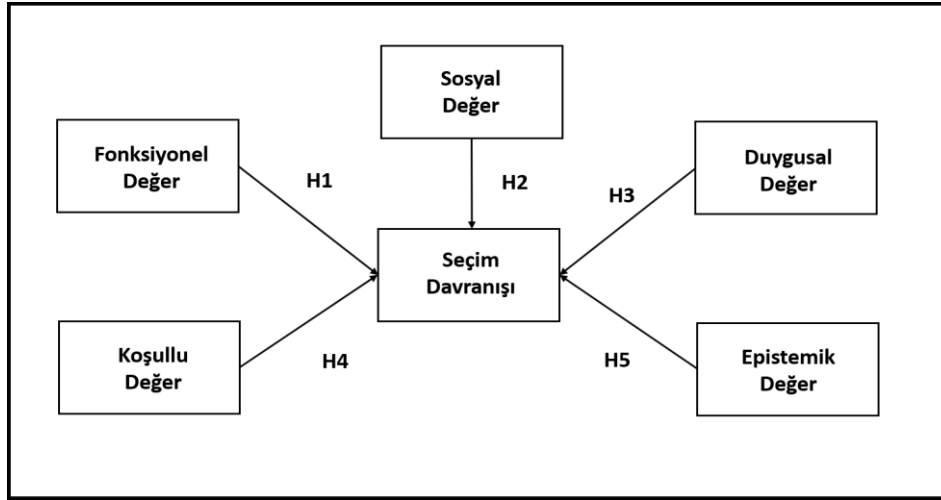 Sosyal
Değer
Fonksiyonel
Değer
Duygusal
Değer
H1
H2
H3
Seçim
Davranışı
Koşullu
Değer
H4
H5
Epistemik
Değer